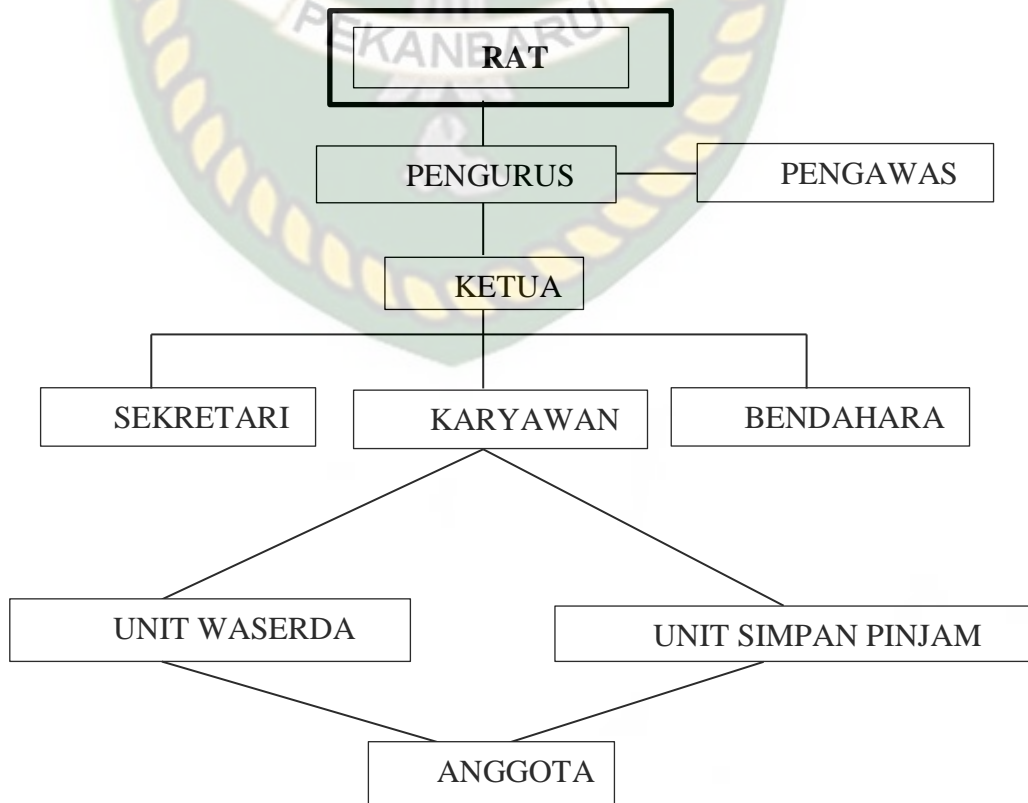 PEKANBARU
RAT
PENGURUS
PENGAWAS
KETUA
SEKRETARI
KARYAWAN
BENDAHARA
UNIT WASERDA
UNIT SIMPAN PINJAM
ANGGOTA